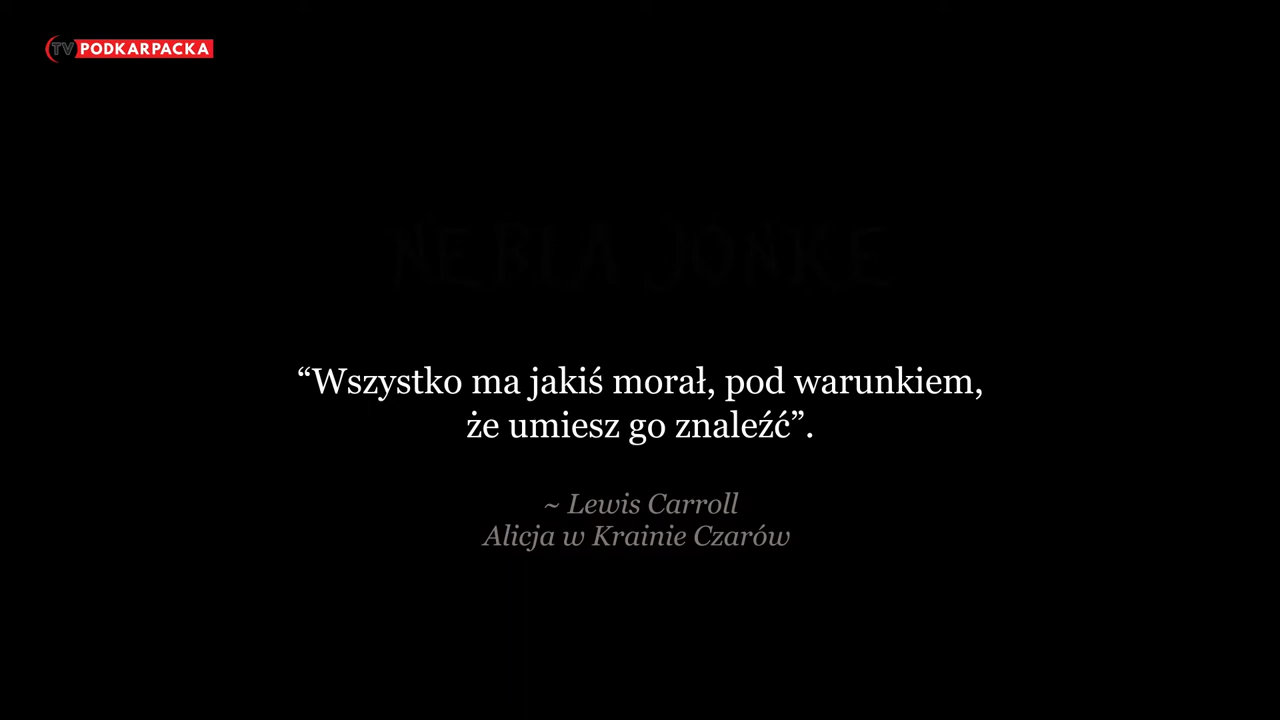 TV PODKARPACKA
“Wszystko ma jakiś morał, pod warunkiem,
że umiesz go znaleźć”.
~ Lewis Carroll
Alicja w Krainie Czarów